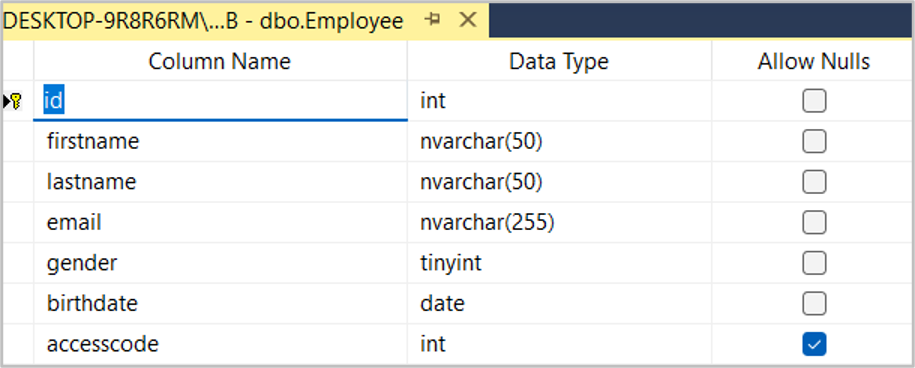 DESKTOP-9R8R6RM\...B - dbo.Employee
Column Name Data Type Allow Nulls
id int
firstname nvarchar(50)
lastname nvarchar(50)
email nvarchar(255)
gender tinyint
birthdate date
accesscode int